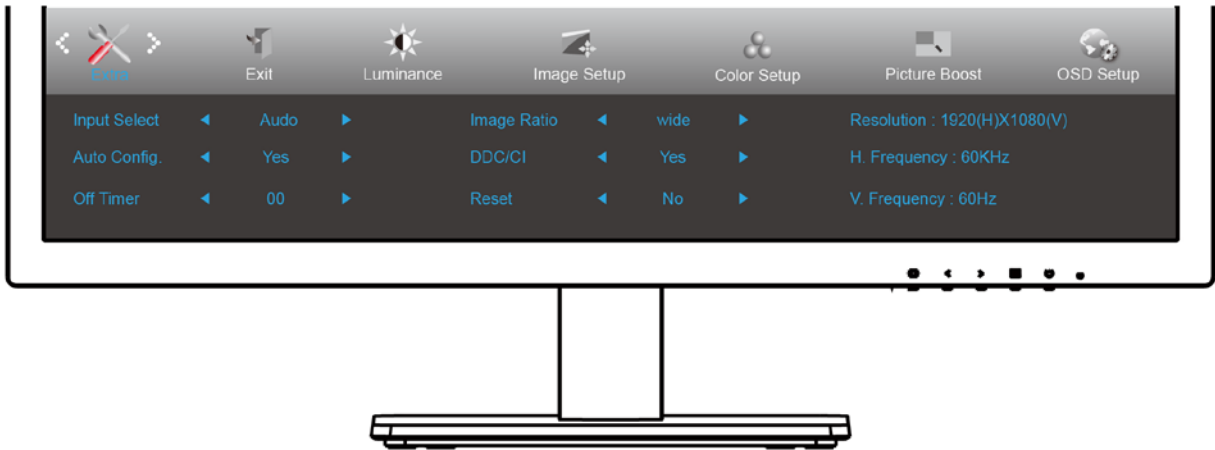 Extra Exit Luminance Image Setup Color Setup Picture Boost OSD Setup
Input Select Audo Image Ratio wide Resolution : 1920(H)X1080(V)
Auto Config. Yes DDC/CI Yes H. Frequency : 60KHz
Off Timer 00 Reset No V. Frequency : 60Hz